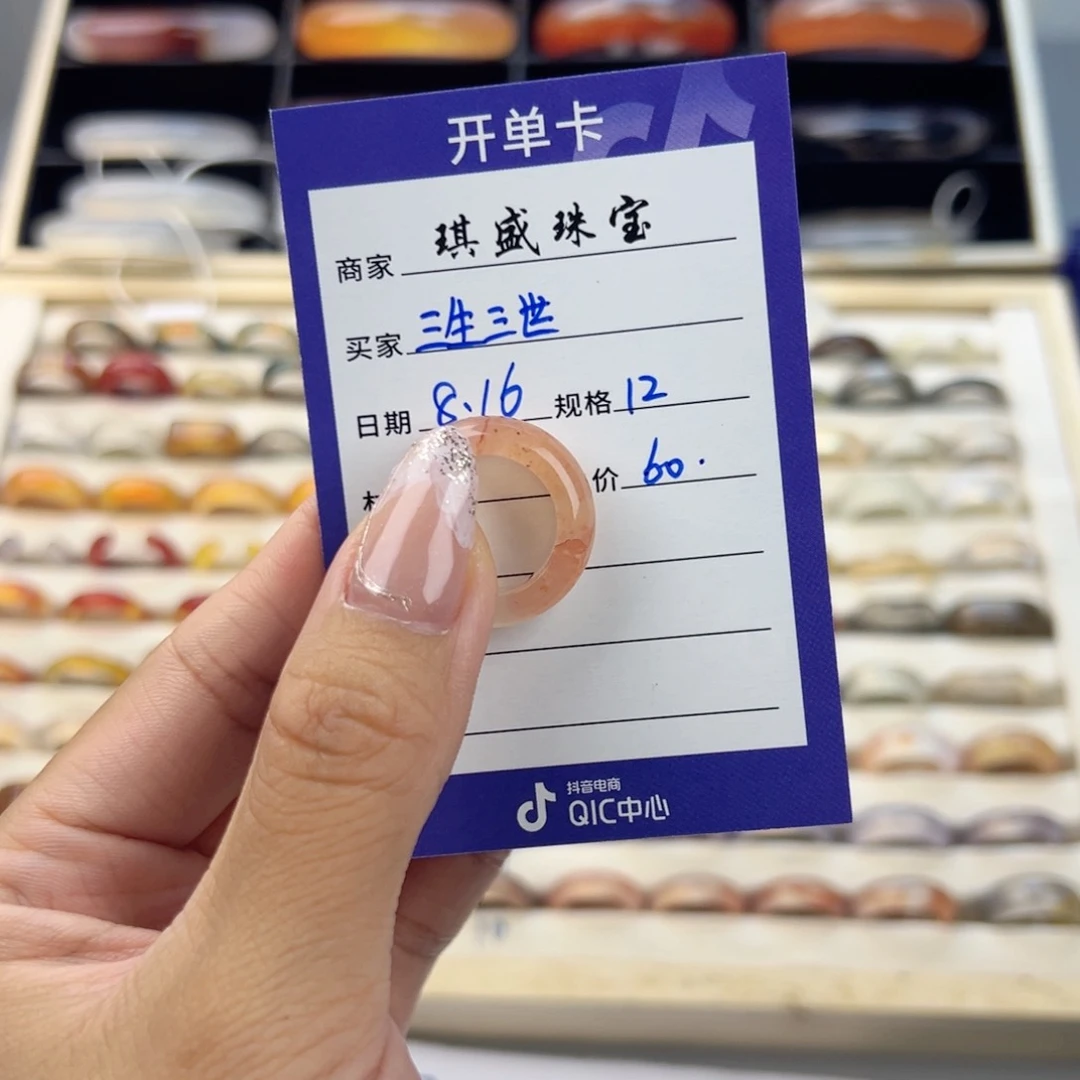 开单卡
商家 琪盛珠宝
买家 三生三世
日期 8.16 规格 12
价 60.
抖音电商
QIC中心